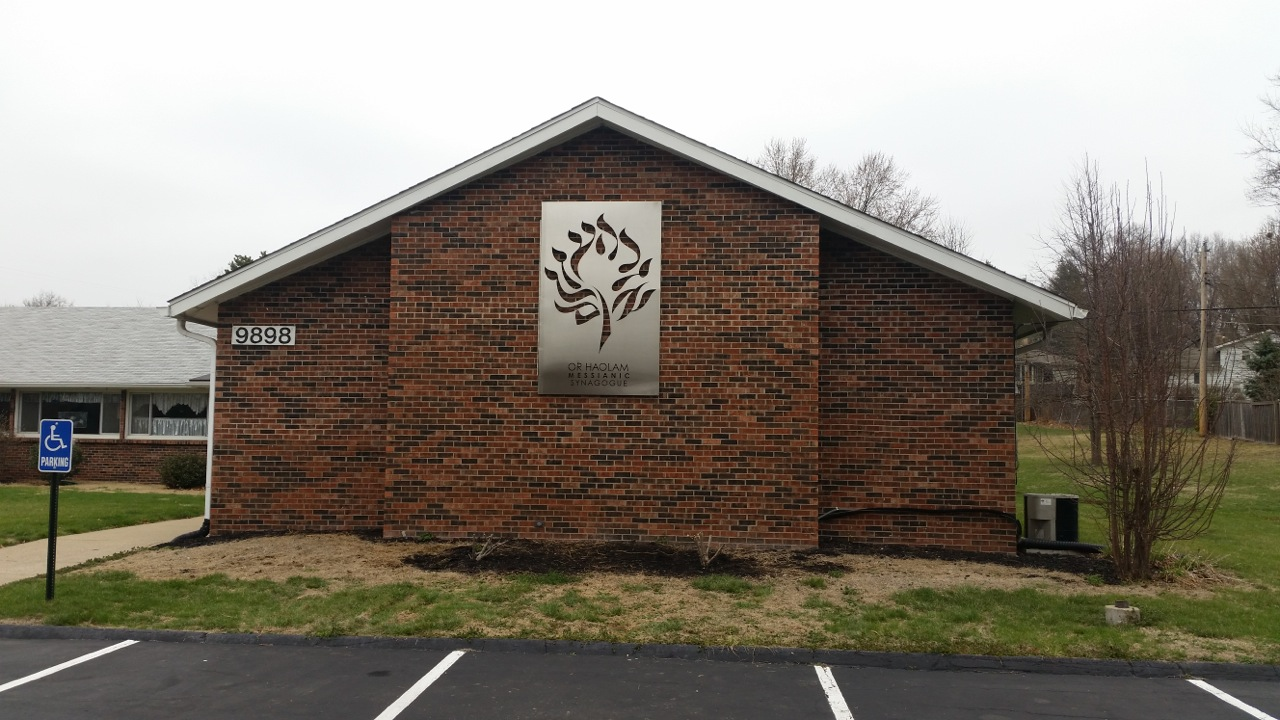 9898
OR HAOLAM
MESSIANIC
SYNAGOGUE
PARKING